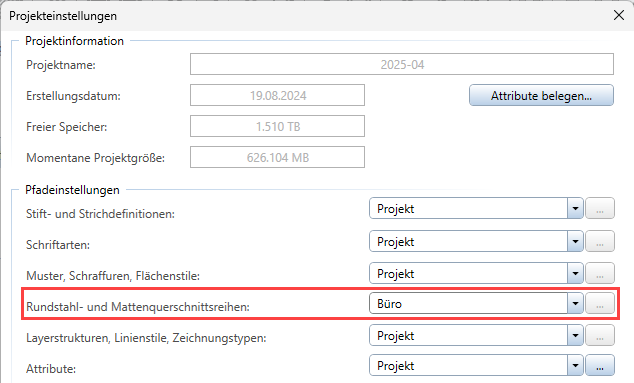 Projekteinstellungen
Projektinformation
Projektname: 2025-04
Erstellungsdatum: 19.08.2024 Attribute belegen...
Freier Speicher: 1.510 TB
Momentane Projektgröße: 626.104 MB
Pfadeinstellungen
Stift- und Strichdefinitionen: Projekt ...
Schriftarten: Projekt ...
Muster, Schraffuren, Flächenstile: Projekt ...
Rundstahl- und Mattenquerschnittsreihen: Büro ...
Layerstrukturen, Linienstile, Zeichnungstypen: Projekt ...
Attribute: Projekt ...